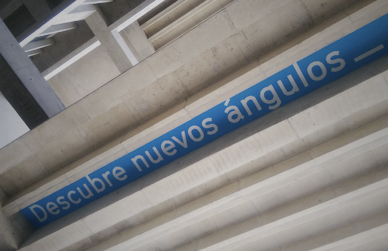 Descubre nuevos ángulos —